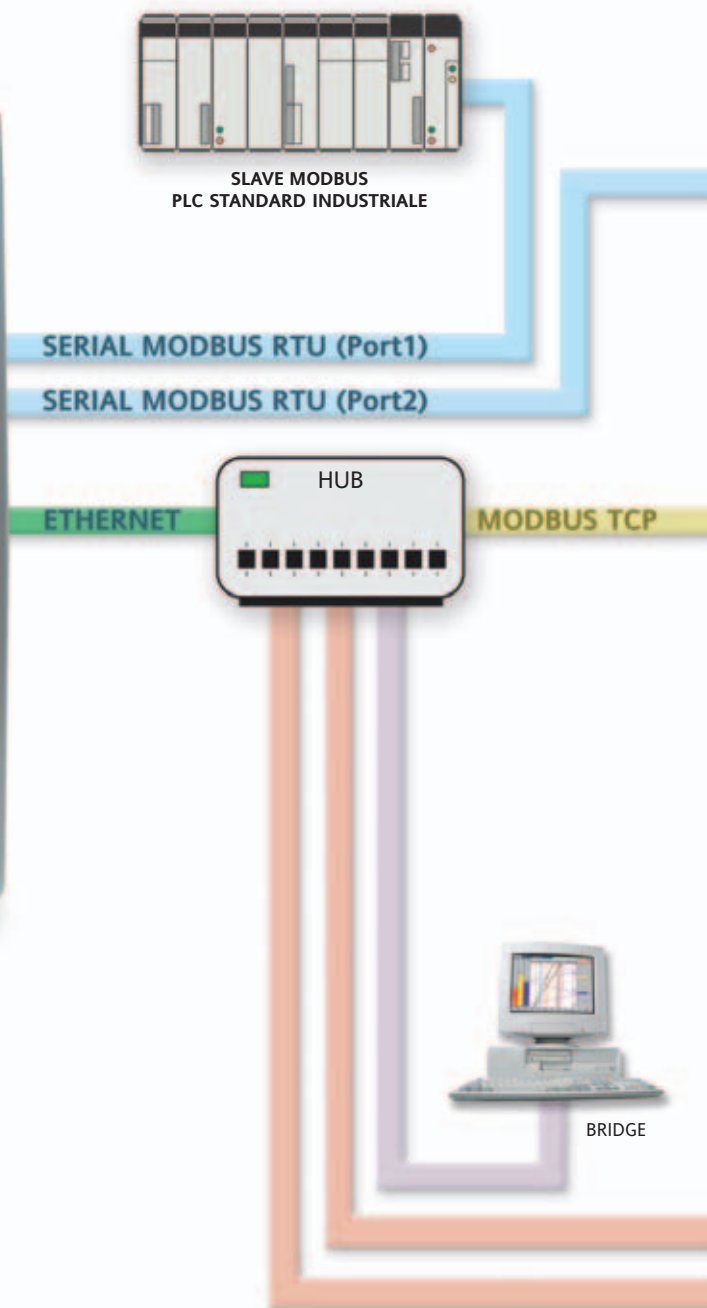 SLAVE MODBUS
PLC STANDARD INDUSTRIALE
SERIAL MODBUS RTU (Port1)
SERIAL MODBUS RTU (Port2)
HUB
ETHERNET
MODBUS TCP
BRIDGE